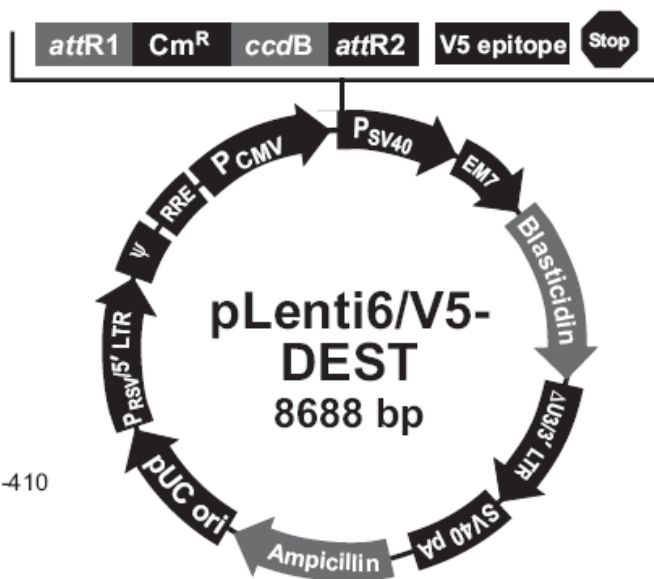 attR1 CmR ccdB attR2 V5 epitope Stop
PSV40
EM7
Blasticidin
ΔU3/3′ LTR
SV40 pA
Ampicillin
pUC ori
PRSV/5′ LTR
ψ
RRE
PCMV
pLenti6/V5-
DEST
8688 bp
-410